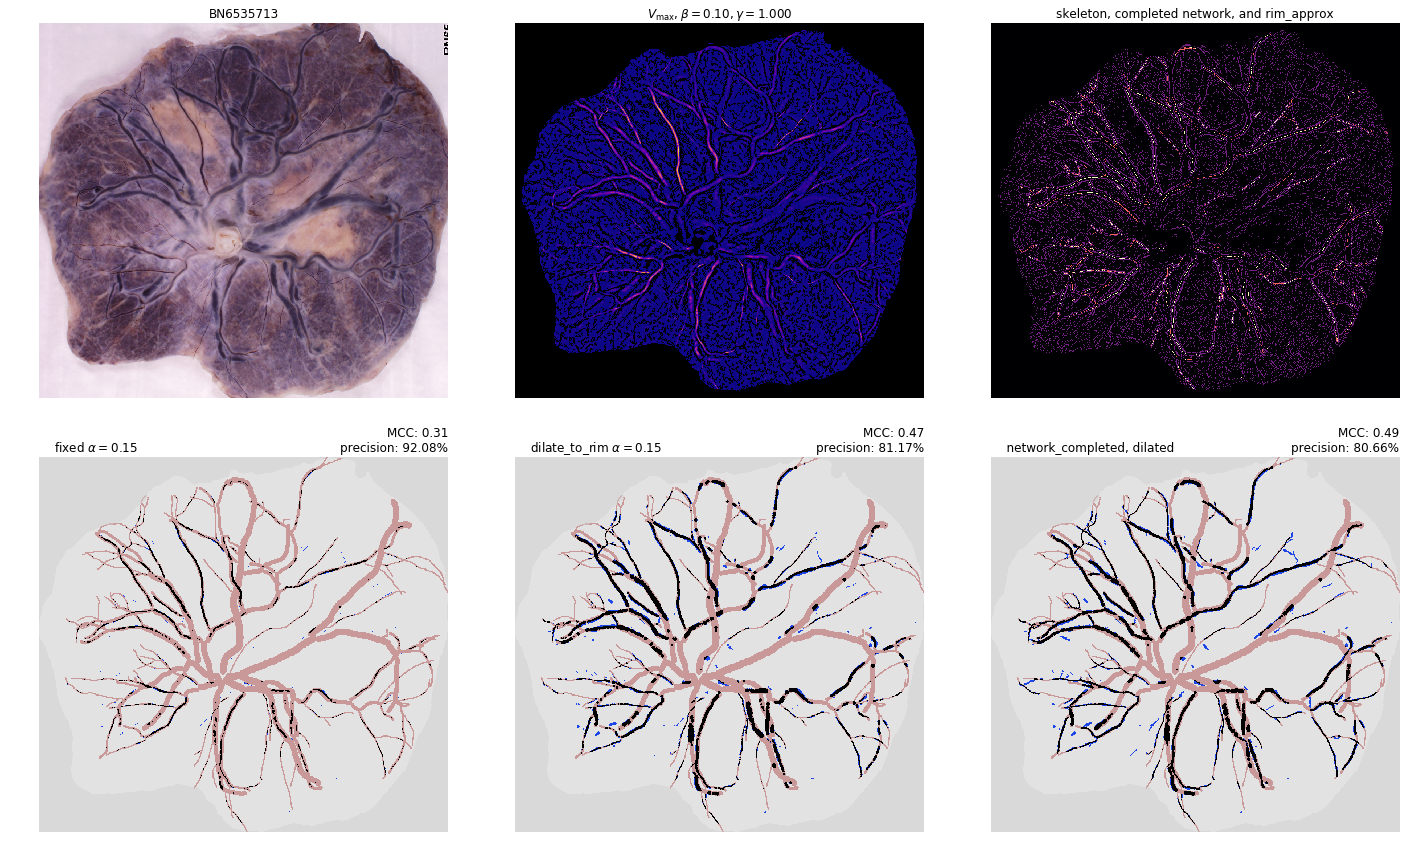 BN6535713
V_max, β = 0.10, γ = 1.000
skeleton, completed network, and rim_approx
MCC: 0.31
fixed α = 0.15 precision: 92.08%
MCC: 0.47
dilate_to_rim α = 0.15 precision: 81.17%
MCC: 0.49
network_completed, dilated precision: 80.66%